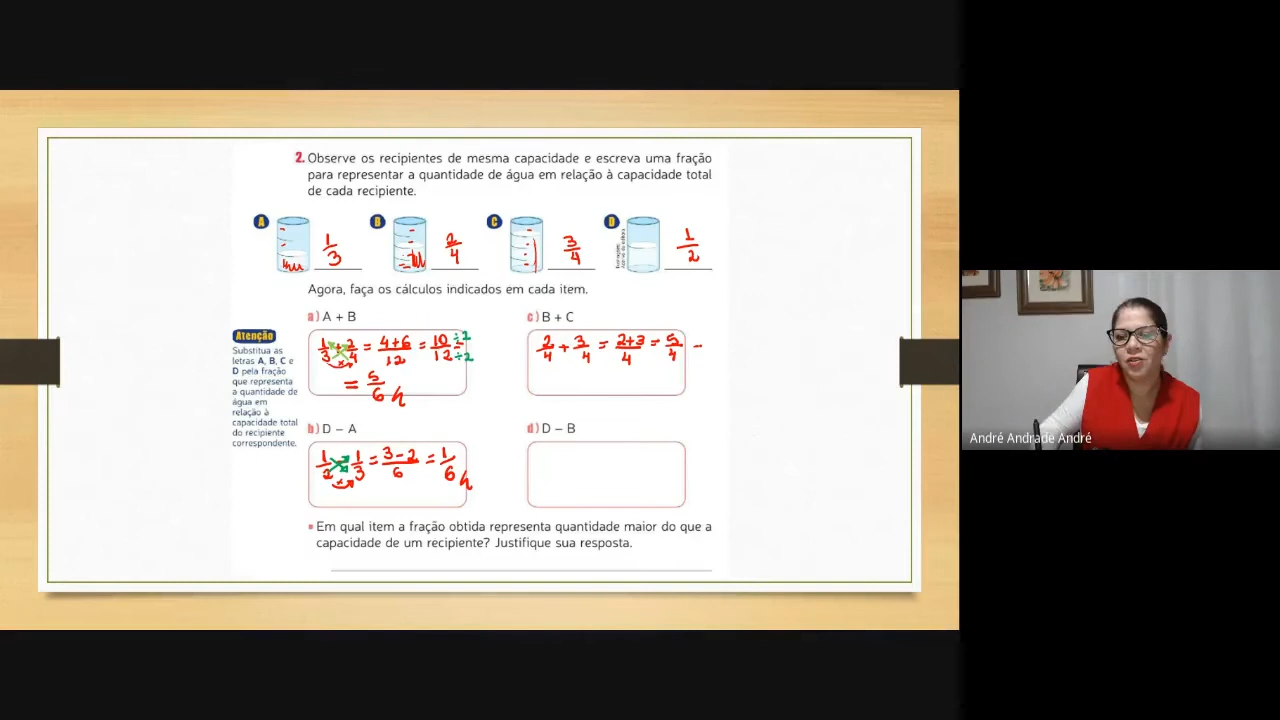 2. Observe os recipientes de mesma capacidade e escreva uma fração
para representar a quantidade de água em relação à capacidade total
de cada recipiente.
A 1/3 B 2/4 C 3/4 D 1/2
Agora, faça os cálculos indicados em cada item.
a) A + B
1/3 + 2/4 = 4+6/12 = 10/12 ÷2/÷2 =
= 5/6
b) D – A
1/2 - 1/3 = 3-2/6 = 1/6
c) B + C
2/4 + 3/4 = 2+3/4 = 5/4 -
d) D – B
Atenção
Substitua as
letras A, B, C e
D pela fração
que representa
a quantidade de
água em
relação à
capacidade total
do recipiente
correspondente.
• Em qual item a fração obtida representa quantidade maior do que a
capacidade de um recipiente? Justifique sua resposta.
André Andrade André